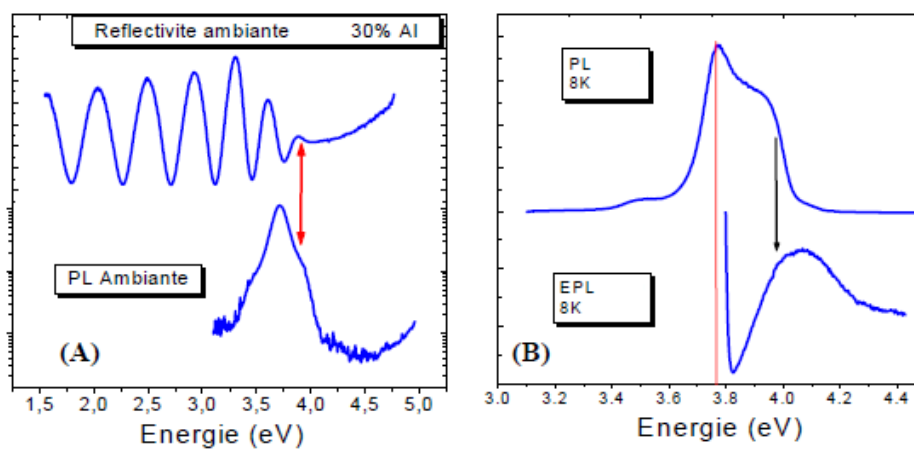 Reflectivite ambiante 30% Al
PL Ambiante
(A)
1,5 2,0 2,5 3,0 3,5 4,0 4,5 5,0
Energie (eV)
PL
8K
EPL
8K
(B)
3.0 3.2 3.4 3.6 3.8 4.0 4.2 4.4
Energie (eV)